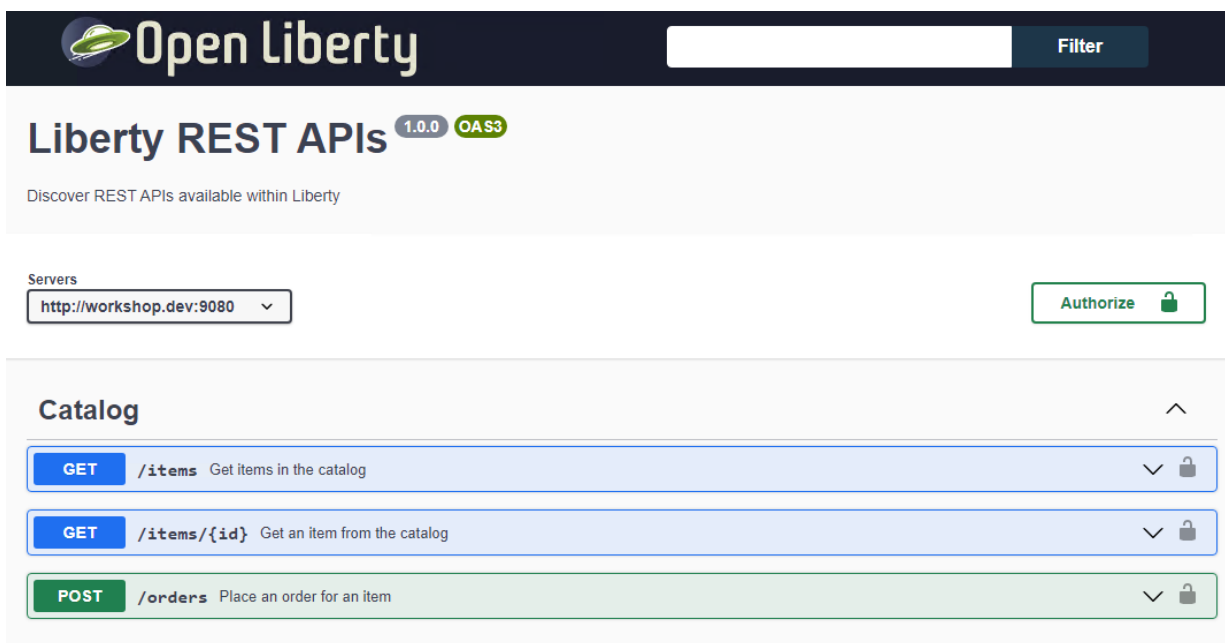 Open Liberty
Filter
Liberty REST APIs 1.0.0 OAS3
Discover REST APIs available within Liberty
Servers
http://workshop.dev:9080
Authorize
Catalog
GET /items Get items in the catalog
GET /items/{id} Get an item from the catalog
POST /orders Place an order for an item